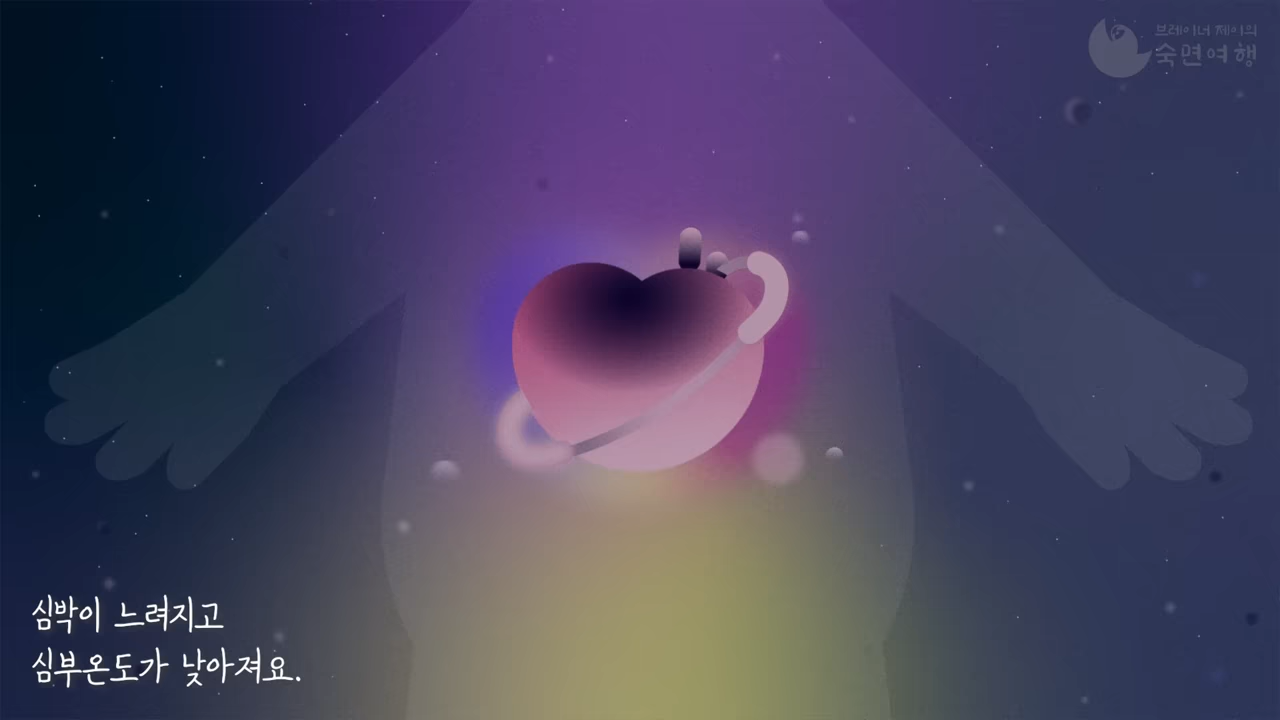 브레이너 제이의
숙면여행
심박이 느려지고
심부온도가 낮아져요.